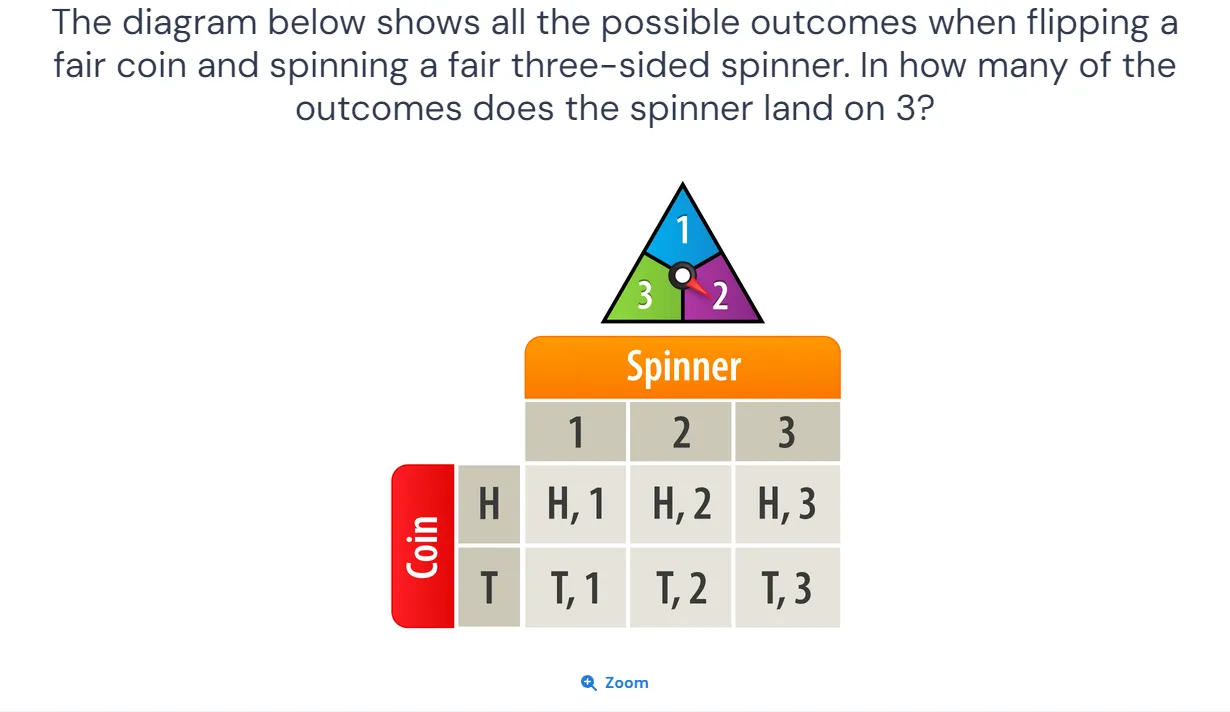 The diagram below shows all the possible outcomes when flipping a
fair coin and spinning a fair three-sided spinner. In how many of the
outcomes does the spinner land on 3?
1
3 2
Spinner
1 2 3
Coin
H H, 1 H, 2 H, 3
T T, 1 T, 2 T, 3
Zoom